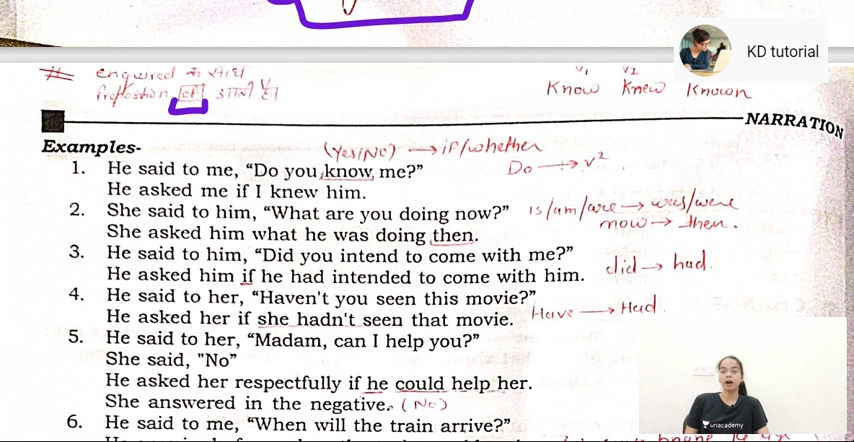 KD tutorial
# enquired के साथ
Preposition of आती है।
V1 V2
Know Knew Known
NARRATION
Examples-
(Yes/No) → if/whether
1. He said to me, “Do you know me?”
Do → V2
He asked me if I knew him.
2. She said to him, “What are you doing now?”
is/am/are → was/were
She asked him what he was doing then.
now → then.
3. He said to him, “Did you intend to come with me?”
did → had.
He asked him if he had intended to come with him.
4. He said to her, “Haven't you seen this movie?”
He asked her if she hadn't seen that movie.
Have → Had.
5. He said to her, “Madam, can I help you?”
She said, "No”
He asked her respectfully if he could help her.
She answered in the negative. (No)
6. He said to me, “When will the train arrive?”
unacademy